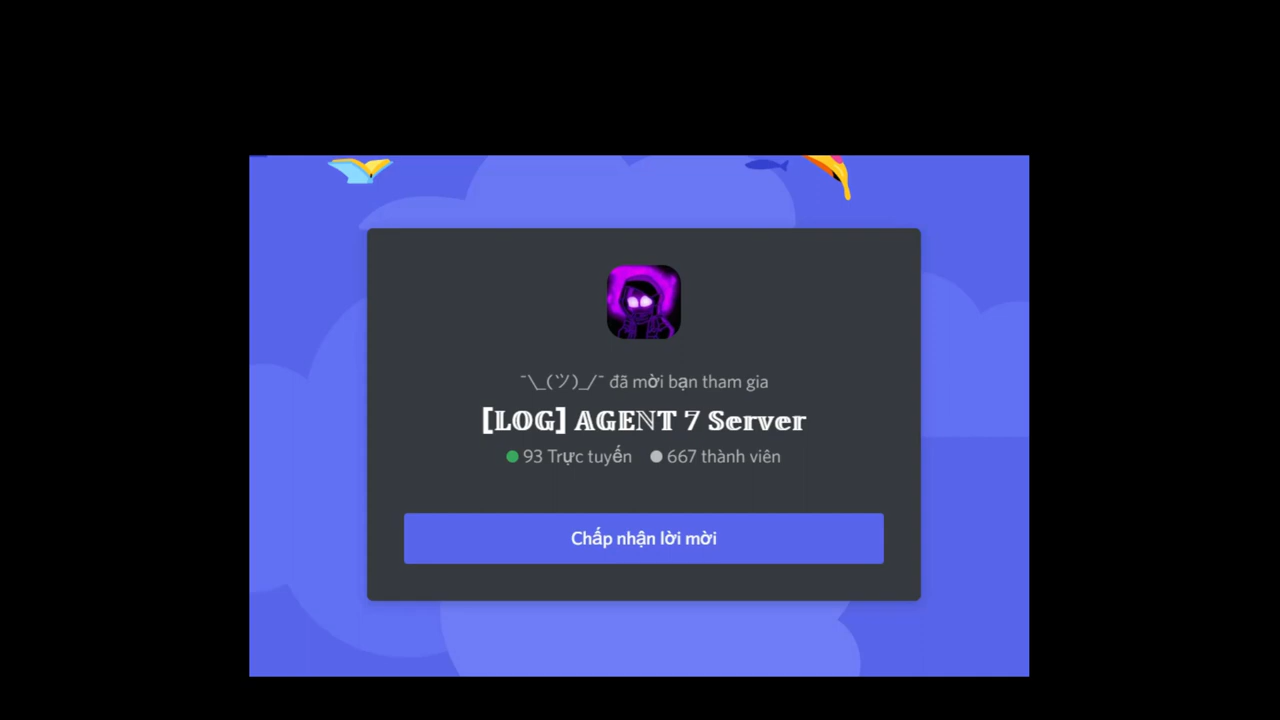 ¯\_(ツ)_/¯ đã mời bạn tham gia
[𝕃𝕆𝔾] 𝔸𝔾𝔼ℕ𝕋 𝟟 𝕊𝕖𝕣𝕧𝕖𝕣
93 Trực tuyến 667 thành viên
Chấp nhận lời mời